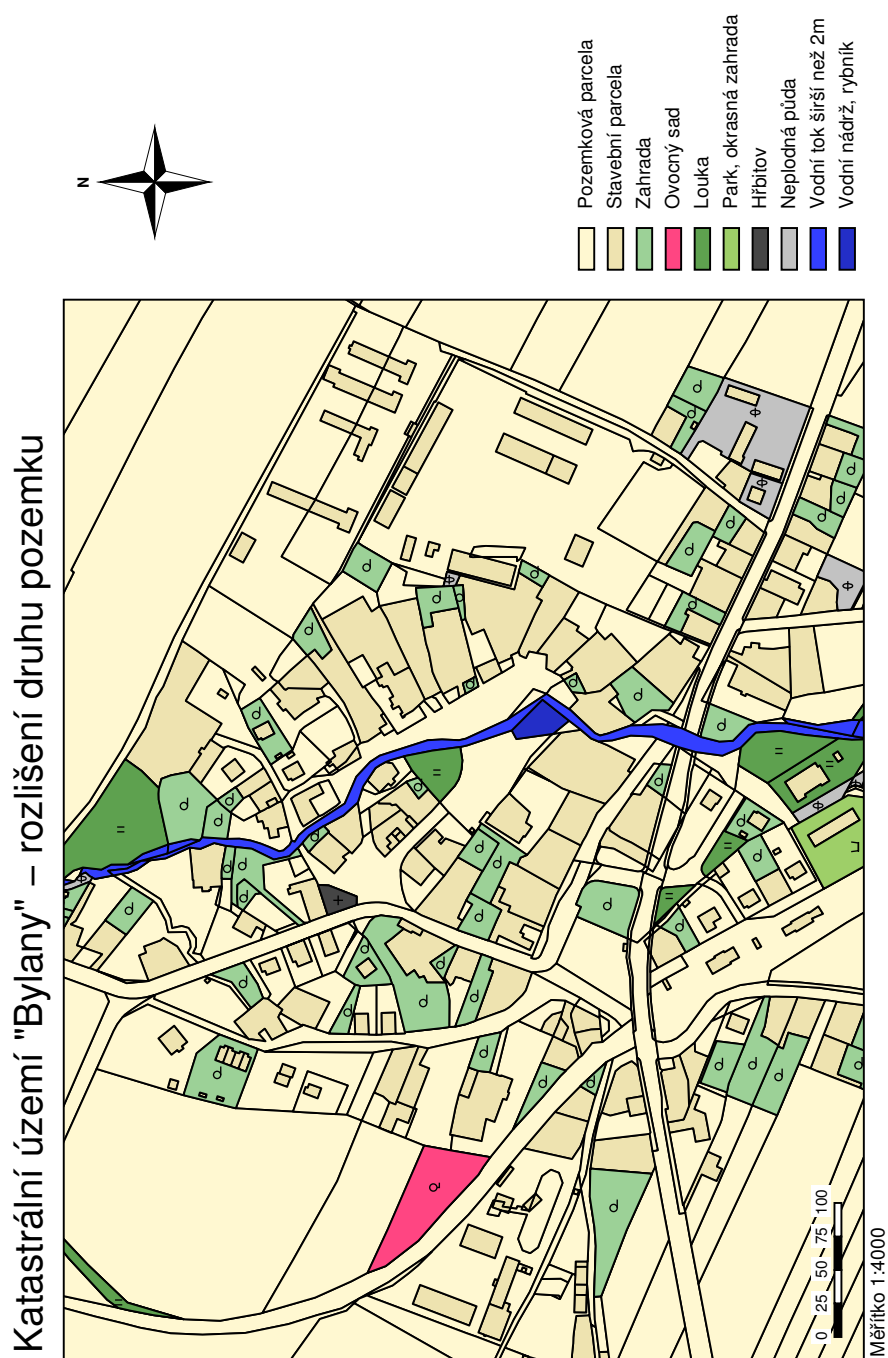 Katastrální území "Bylany" – rozlišení druhu pozemku
N
Pozemková parcela
Stavební parcela
Zahrada
Ovocný sad
Louka
Park, okrasná zahrada
Hřbitov
Neplodná půda
Vodní tok širší než 2m
Vodní nádrž, rybník
0 25 50 75 100
Měřítko 1:4000